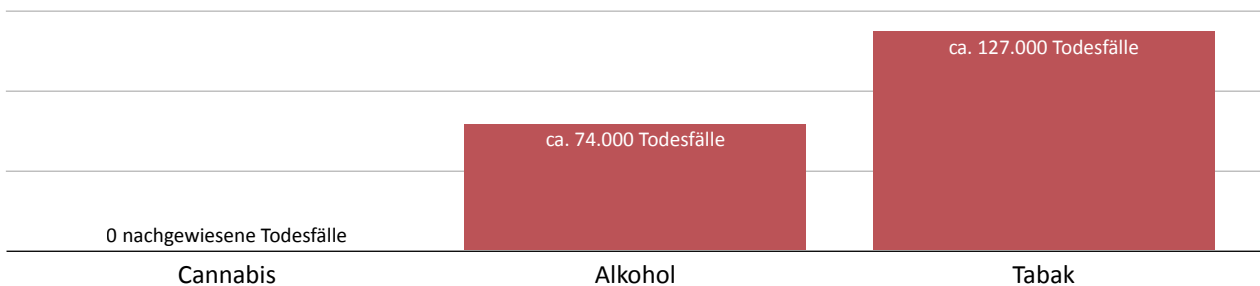 ca. 127.000 Todesfälle
ca. 74.000 Todesfälle
0 nachgewiesene Todesfälle
Cannabis
Alkohol
Tabak